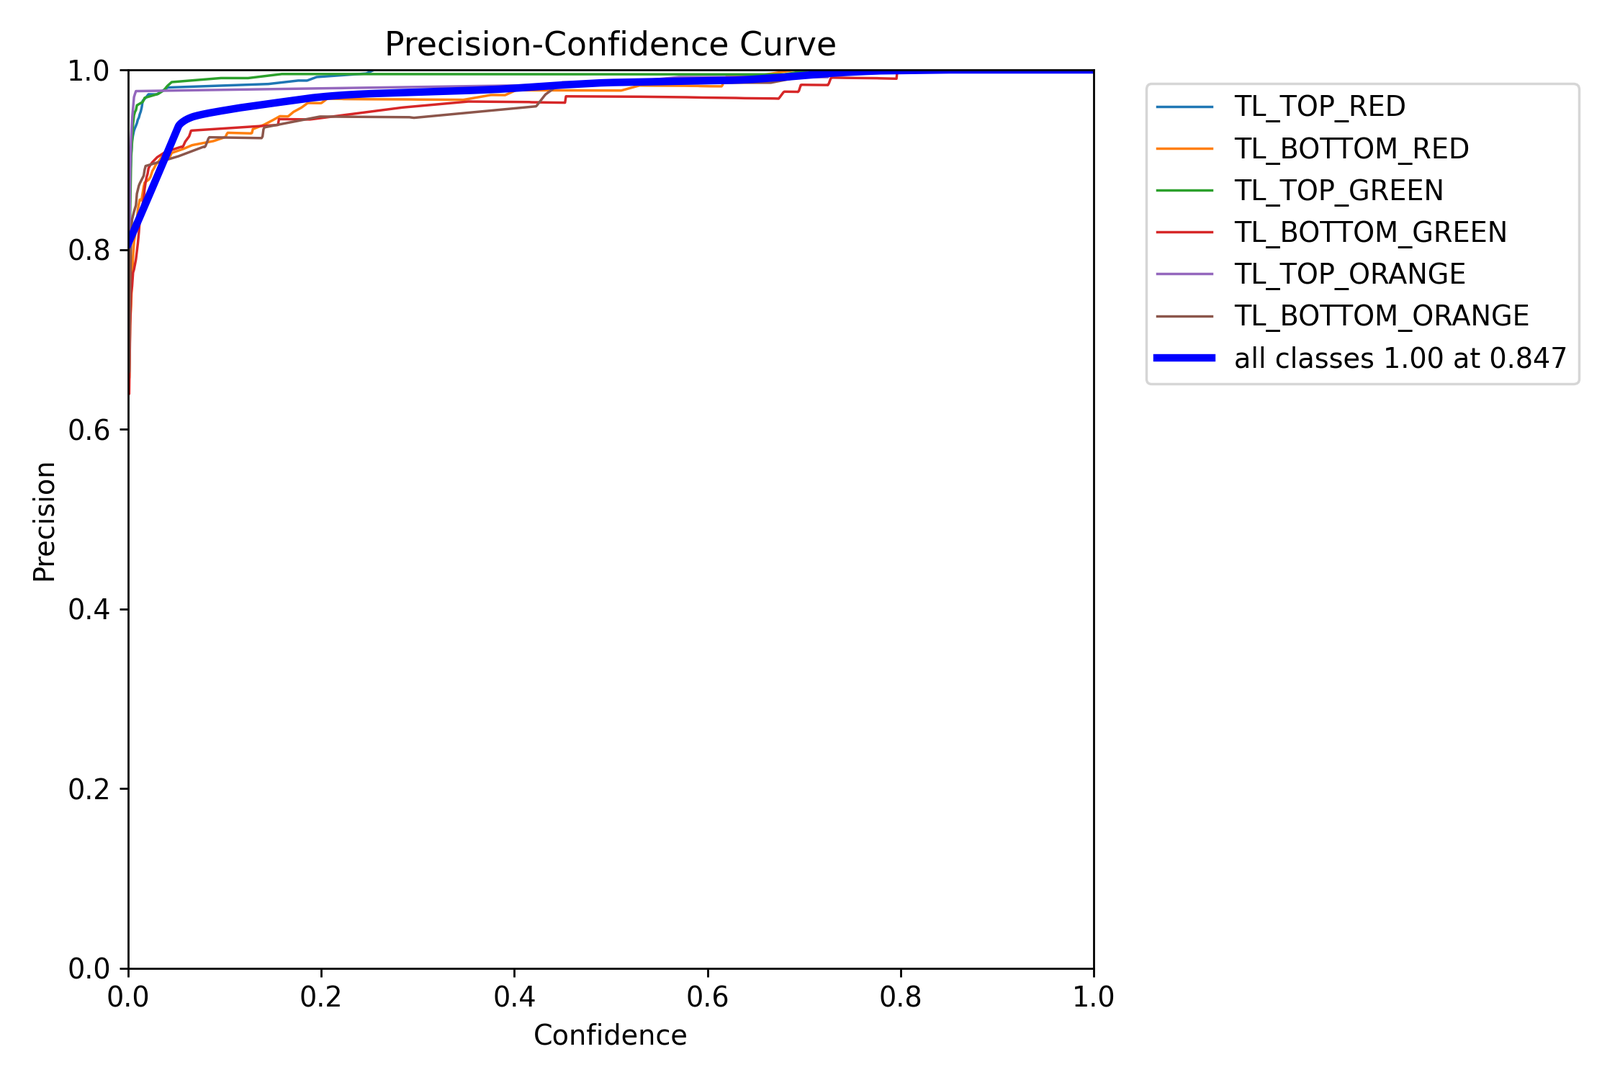 Precision-Confidence Curve
1.0
0.8
0.6
0.4
0.2
0.0
Precision
0.0 0.2 0.4 0.6 0.8 1.0
Confidence
TL_TOP_RED
TL_BOTTOM_RED
TL_TOP_GREEN
TL_BOTTOM_GREEN
TL_TOP_ORANGE
TL_BOTTOM_ORANGE
all classes 1.00 at 0.847